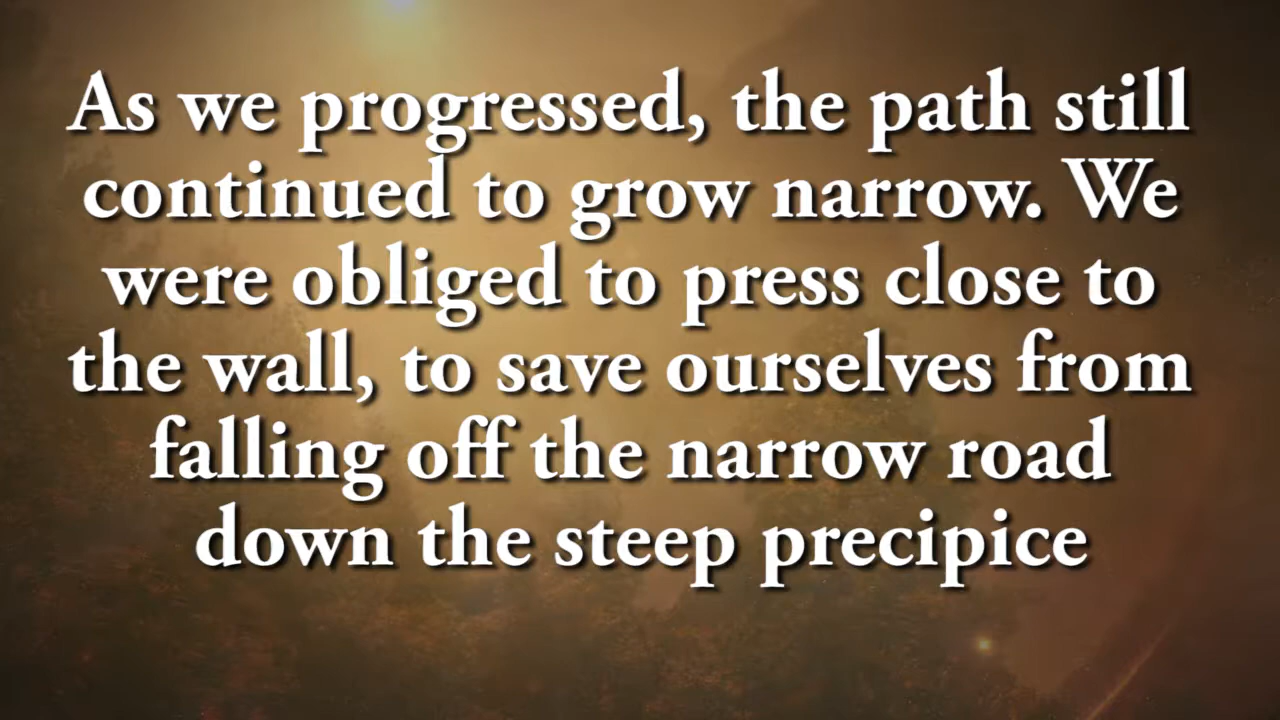 As we progressed, the path still
continued to grow narrow. We
were obliged to press close to
the wall, to save ourselves from
falling off the narrow road
down the steep precipice